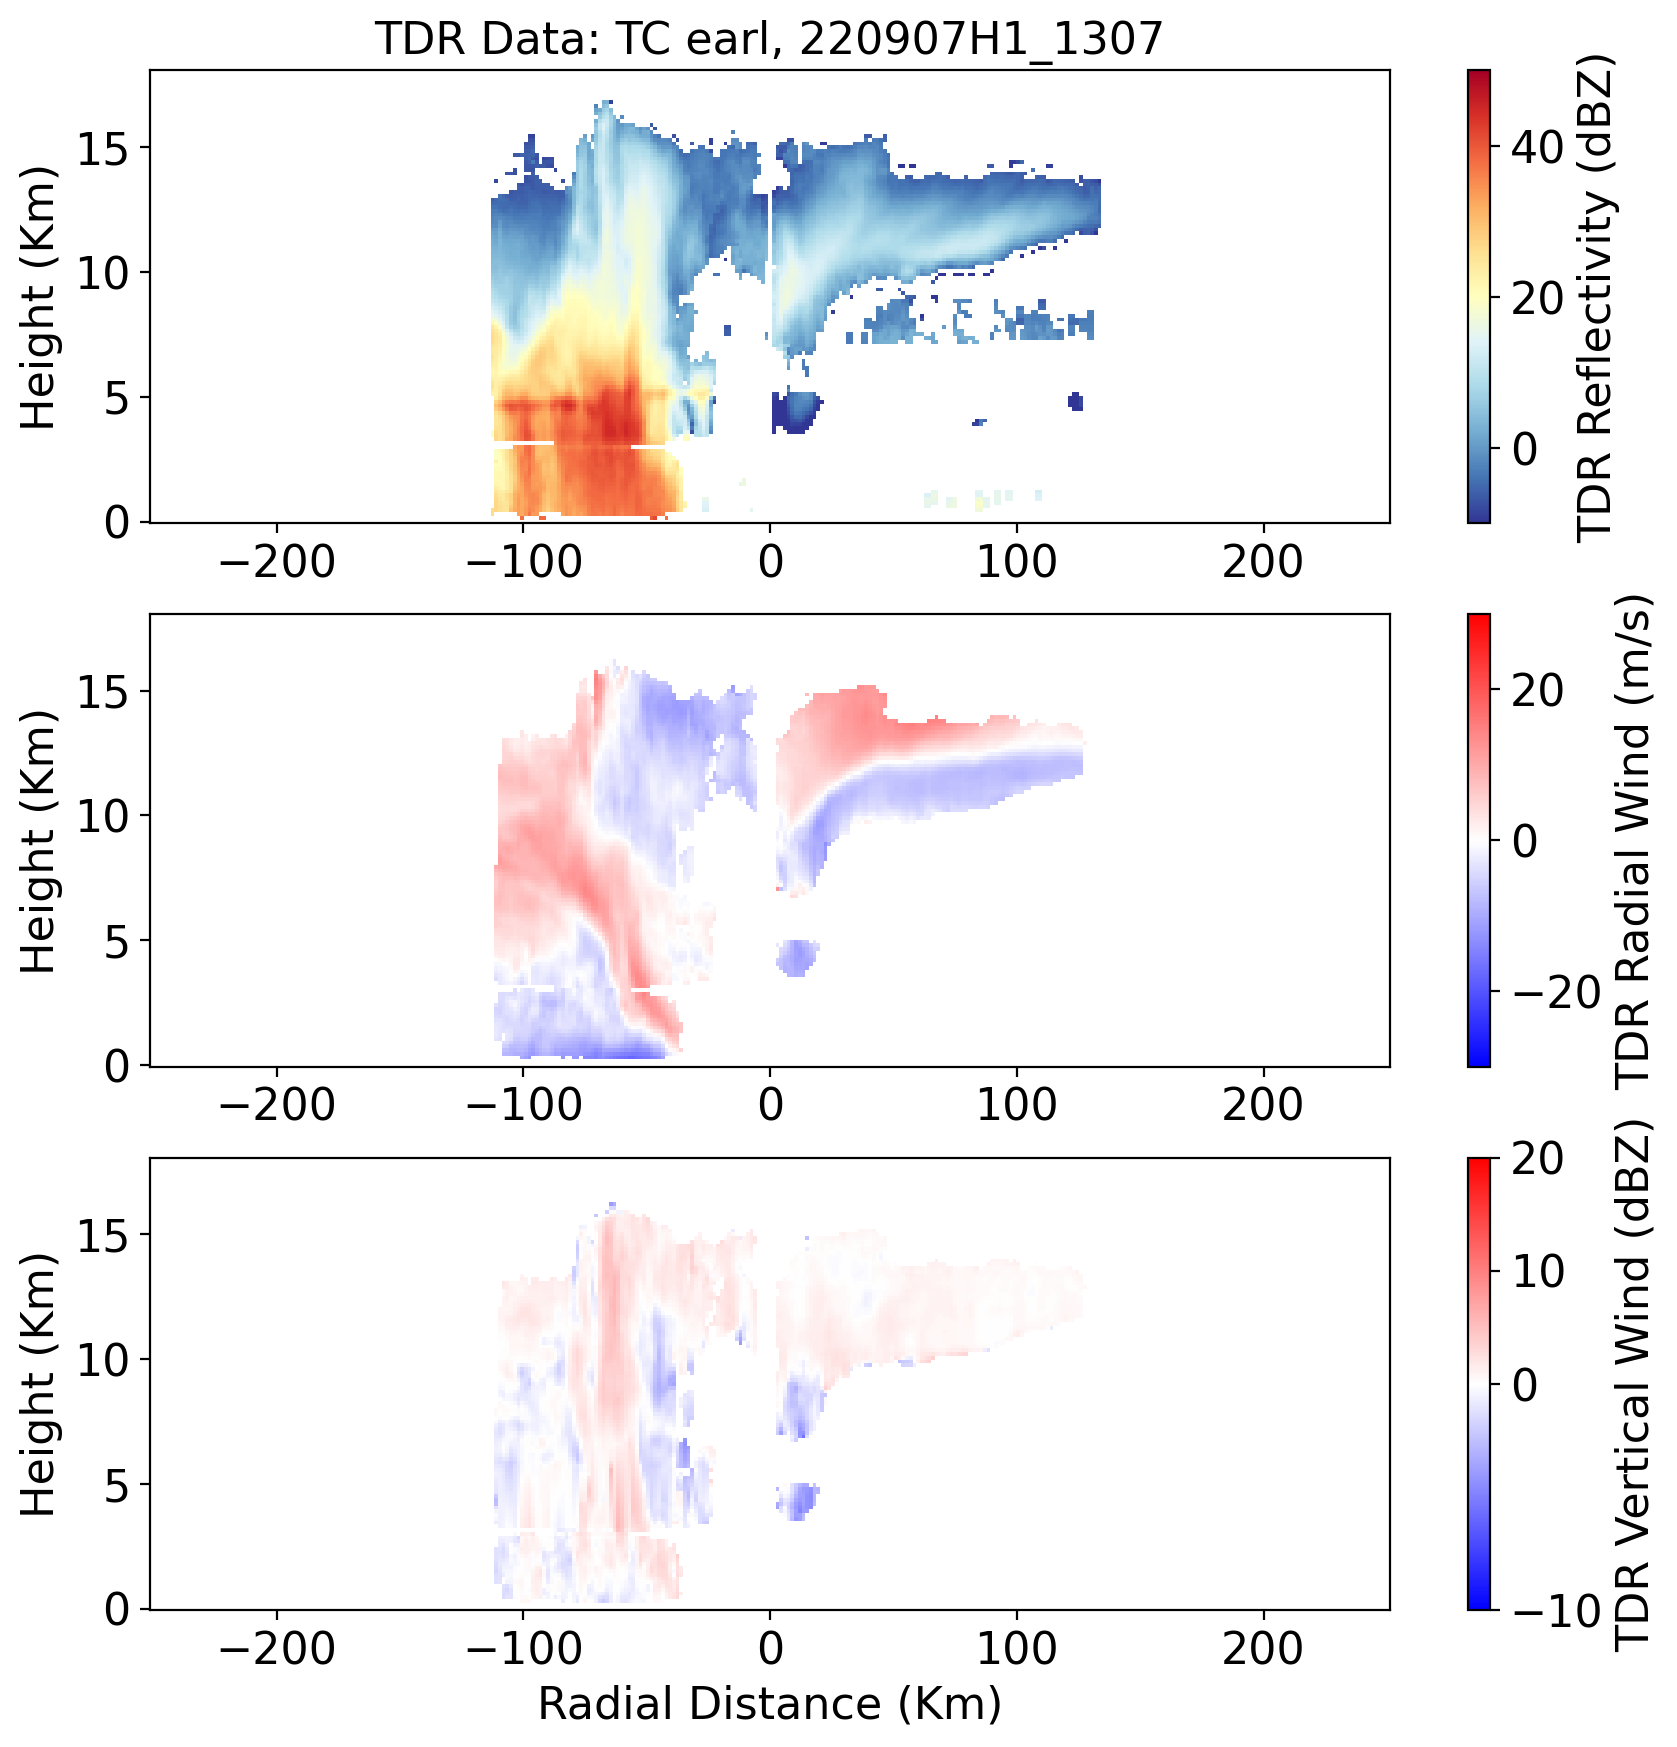 TDR Data: TC earl, 220907H1_1307
Height (Km)
15
10
5
0
−200 −100 0 100 200
40
20
0
TDR Reflectivity (dBZ)
Height (Km)
15
10
5
0
−200 −100 0 100 200
20
0
−20
TDR Radial Wind (m/s)
Height (Km)
15
10
5
0
−200 −100 0 100 200
Radial Distance (Km)
20
10
0
−10
TDR Vertical Wind (dBZ)